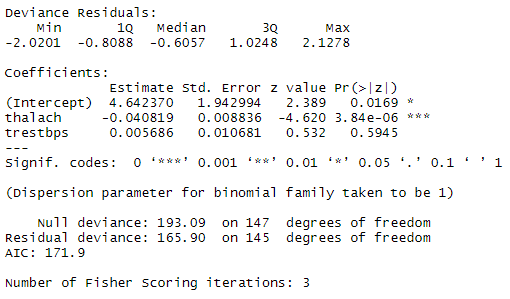 Deviance Residuals:
    Min       1Q   Median       3Q      Max
-2.0201  -0.8088  -0.6057   1.0248   2.1278
Coefficients:
             Estimate Std. Error z value Pr(>|z|)
(Intercept)  4.642370   1.942994   2.389   0.0169 *
thalach     -0.040819   0.008836  -4.620 3.84e-06 ***
trestbps     0.005686   0.010681   0.532   0.5945
---
Signif. codes:  0 ‘***’ 0.001 ‘**’ 0.01 ‘*’ 0.05 ‘.’ 0.1 ‘ ’ 1
(Dispersion parameter for binomial family taken to be 1)
    Null deviance: 193.09  on 147  degrees of freedom
Residual deviance: 165.90  on 145  degrees of freedom
AIC: 171.9
Number of Fisher Scoring iterations: 3